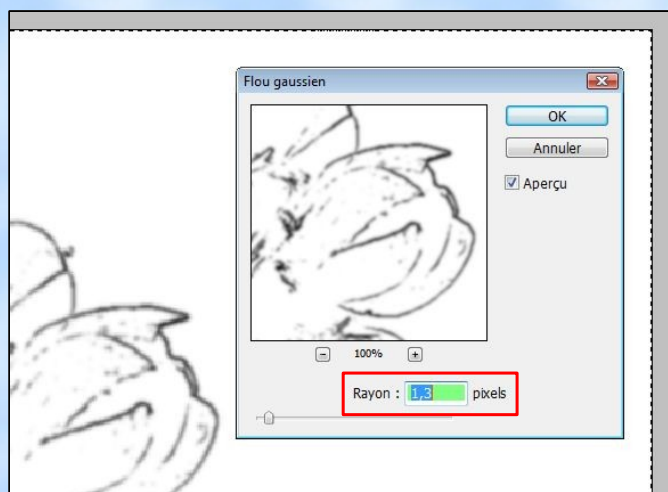 Flou gaussien
OK
Annuler
Aperçu
100%
Rayon : 1,3 pixels